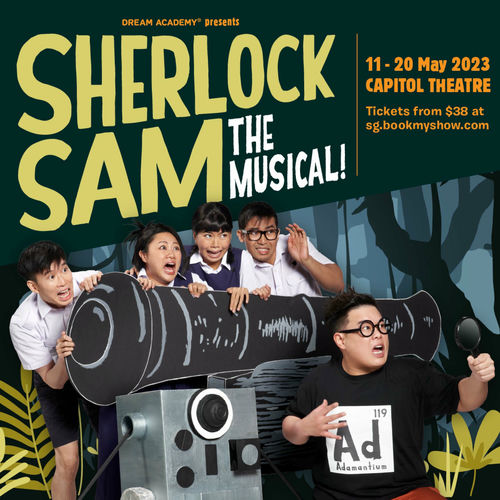 DREAM ACADEMY® presents
SHERLOCK
SAM THE
MUSICAL!
11 - 20 May 2023
CAPITOL THEATRE
Tickets from $38 at
sg.bookmyshow.com
119
Ad
Adamantium